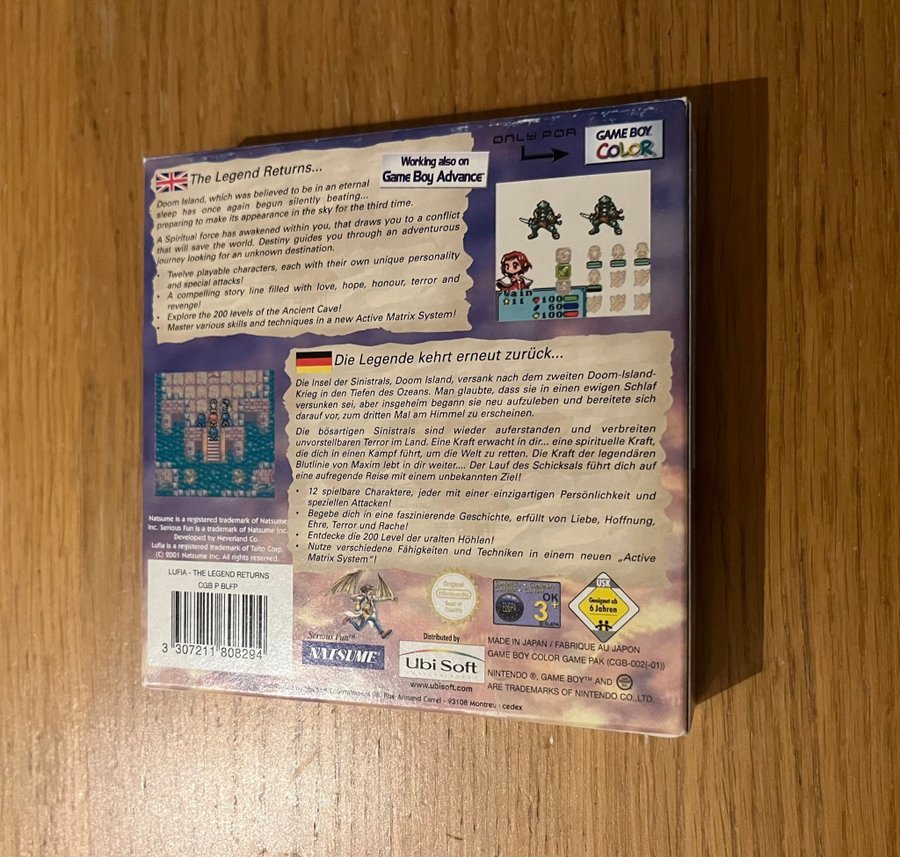 ONLY FOR
GAME BOY
COLOR
The Legend Returns...
Working also on
Game Boy Advance
Doom Island, which was believed to be in an eternal
sleep has once again begun silently beating...
preparing to make its appearance in the sky for the third time.
A Spiritual force has awakened within you, that draws you to a conflict
that will save the world. Destiny guides you through an adventurous
journey looking for an unknown destination.
• Twelve playable characters, each with their own unique personality
and special attacks!
• A compelling story line filled with love, hope, honour, terror and
revenge!
• Explore the 200 levels of the Ancient Cave!
• Master various skills and techniques in a new Active Matrix System!
11
100
60
100
Die Legende kehrt erneut zurück...
Die Insel der Sinistrals, Doom Island, versank nach dem zweiten Doom-Island-
Krieg in den Tiefen des Ozeans. Man glaubte, dass sie in einen ewigen Schlaf
versunken sei, aber insgeheim begann sie neu aufzuleben und bereitete sich
darauf vor, zum dritten Mal am Himmel zu erscheinen.
Die bösartigen Sinistrals sind wieder auferstanden und verbreiten
unvorstellbaren Terror im Land. Eine Kraft erwacht in dir... eine spirituelle Kraft,
die dich in einen Kampf führt, um die Welt zu retten. Die Kraft der legendären
Blutlinie von Maxim lebt in dir weiter.... Der Lauf des Schicksals führt dich auf
eine aufregende Reise mit einem unbekannten Ziel!
• 12 spielbare Charaktere, jeder mit einer einzigartigen Persönlichkeit und
speziellen Attacken!
• Begebe dich in eine faszinierende Geschichte, erfüllt von Liebe, Hoffnung,
Ehre, Terror und Rache!
• Entdecke die 200 Level der uralten Höhlen!
• Nutze verschiedene Fähigkeiten und Techniken in einem neuen „Active
Matrix System"!
Natsume is a registered trademark of Natsume
Inc. Serious Fun is a trademark of Natsume Inc.
Developed by Neverland Co.
Lufia is a registered trademark of Taito Corp.
(C) 2001 Natsume Inc. All rights reserved.
LUFIA - THE LEGEND RETURNS
CGB P BLFP
3 307211 808294
Serious Fun™
NATSUME
Original
Nintendo
Seal of
Quality
Distributed by
Ubi Soft
www.ubisoft.com
ELSPA
OK
3+
USK
Geeignet ab
6 Jahren
MADE IN JAPAN / FABRIQUE AU JAPON
GAME BOY COLOR GAME PAK (CGB-002(-01))
NINTENDO ®, GAME BOY™ AND
ARE TRADEMARKS OF NINTENDO CO.,LTD.
Rue Armand Carrel - 93108 Montreuil cedex